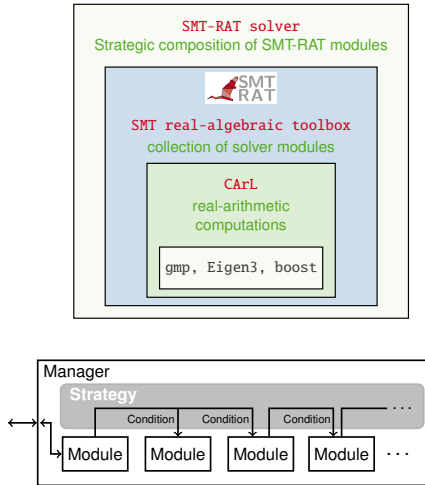 SMT-RAT solver
Strategic composition of SMT-RAT modules
SMT
RAT
SMT real-algebraic toolbox
collection of solver modules
CArL
real-arithmetic
computations
gmp, Eigen3, boost
Manager
Strategy
Condition Condition Condition ...
Module Module Module Module ...